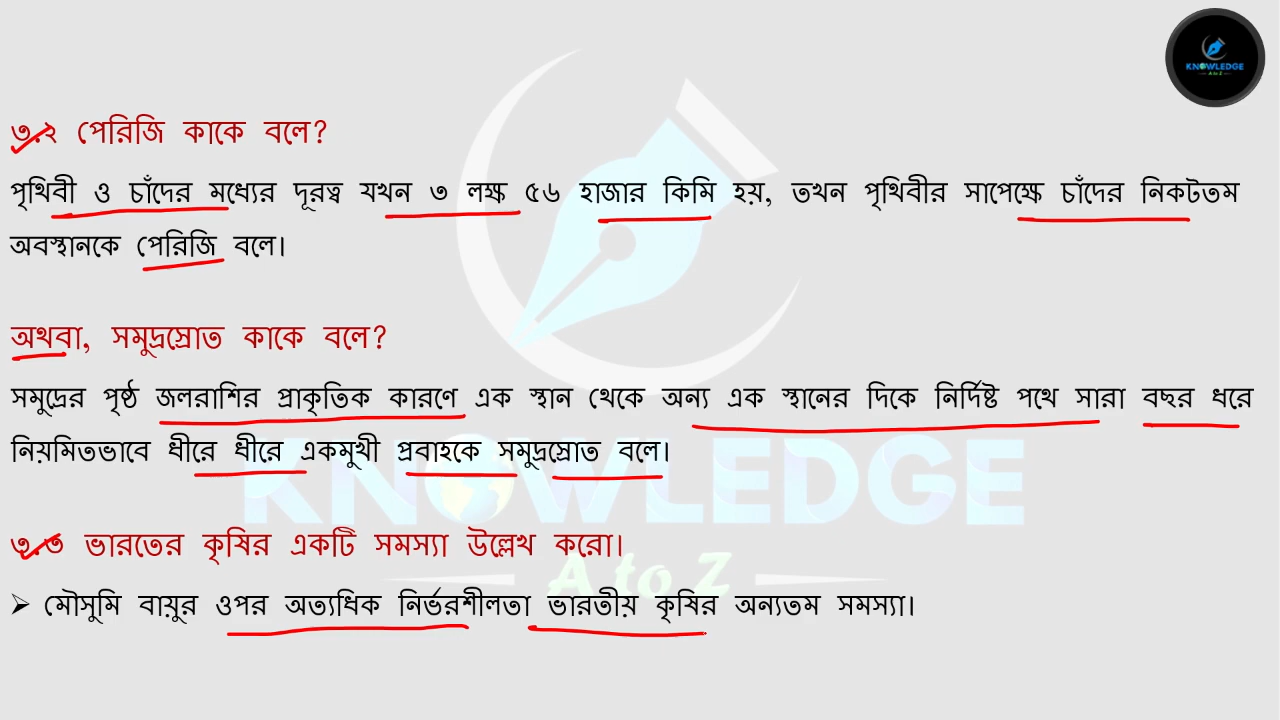 KNOWLEDGE
A to Z
৩.২ পেরিজি কাকে বলে?
পৃথিবী ও চাঁদের মধ্যের দূরত্ব যখন ৩ লক্ষ ৫৬ হাজার কিমি হয়, তখন পৃথিবীর সাপেক্ষে চাঁদের নিকটতম
অবস্থানকে পেরিজি বলে।
অথবা, সমুদ্রস্রোত কাকে বলে?
সমুদ্রের পৃষ্ঠ জলরাশির প্রাকৃতিক কারণে এক স্থান থেকে অন্য এক স্থানের দিকে নির্দিষ্ট পথে সারা বছর ধরে
নিয়মিতভাবে ধীরে ধীরে একমুখী প্রবাহকে সমুদ্রস্রোত বলে।
KNOWLEDGE
৩.৩ ভারতের কৃষির একটি সমস্যা উল্লেখ করো।
A to Z
➢ মৌসুমি বায়ুর ওপর অত্যধিক নির্ভরশীলতা ভারতীয় কৃষির অন্যতম সমস্যা।